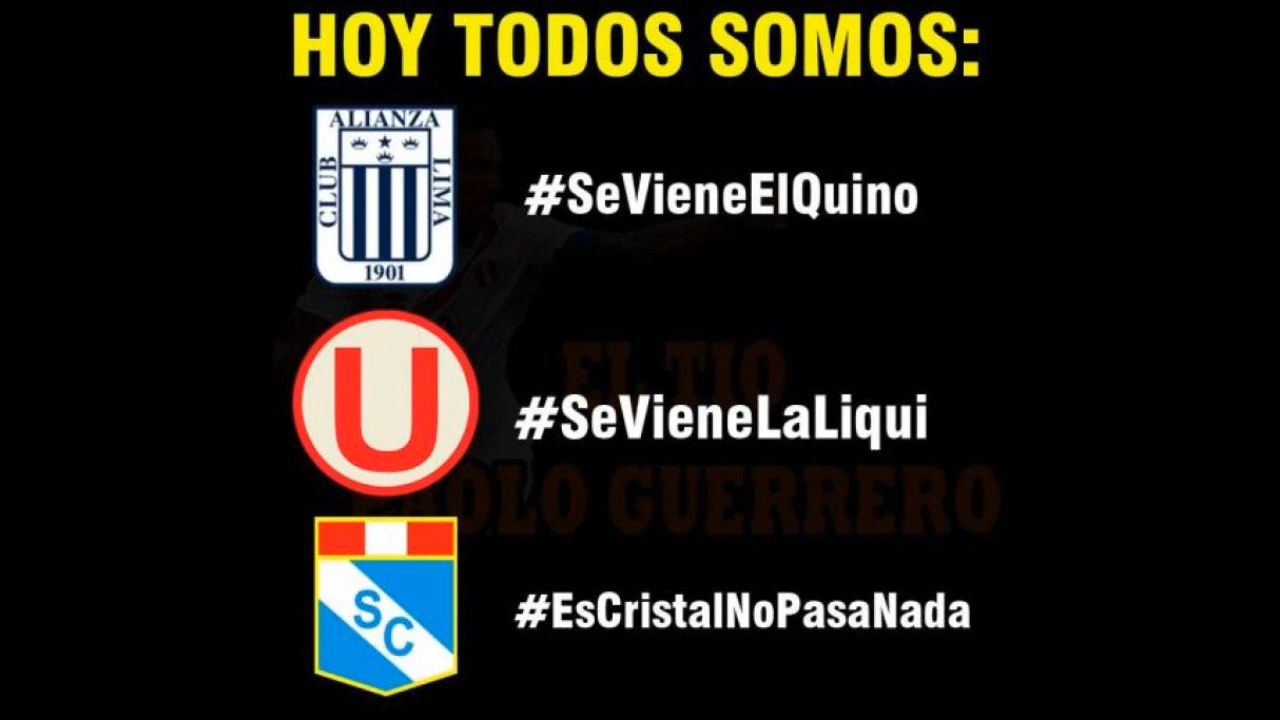 HOY TODOS SOMOS:
ALIANZA
CLUB
LIMA
1901
#SeVieneElQuino
U
#SeVieneLaLiqui
EL TIO
PAOLO GUERRERO
SC
#EsCristalNoPasaNada